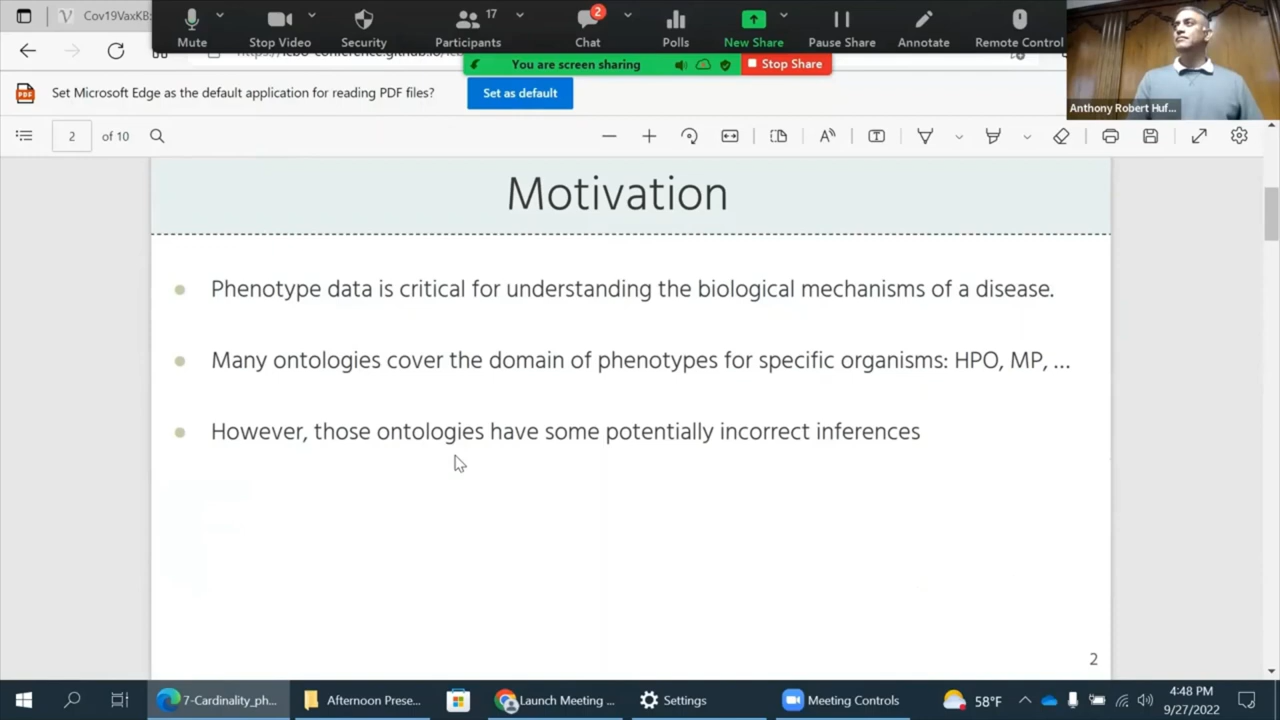 Cov19VaxKB:
17
2
Mute
Stop Video
Security
Participants
Chat
Polls
New Share
Pause Share
Annotate
Remote Control
You are screen sharing
Stop Share
Anthony Robert Huf...
PDF
Set Microsoft Edge as the default application for reading PDF files?
Set as default
2
of 10
Motivation
Phenotype data is critical for understanding the biological mechanisms of a disease.
Many ontologies cover the domain of phenotypes for specific organisms: HPO, MP, ...
However, those ontologies have some potentially incorrect inferences
2
7-Cardinality_ph...
Afternoon Prese...
Launch Meeting ...
Settings
Meeting Controls
58°F
4:48 PM
9/27/2022